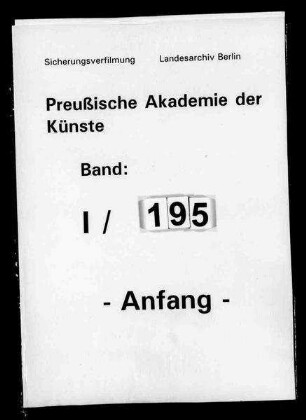 Sicherungsverfilmung Landesarchiv Berlin
Preußische Akademie der
Künste
Band:
I / 195
- Anfang -